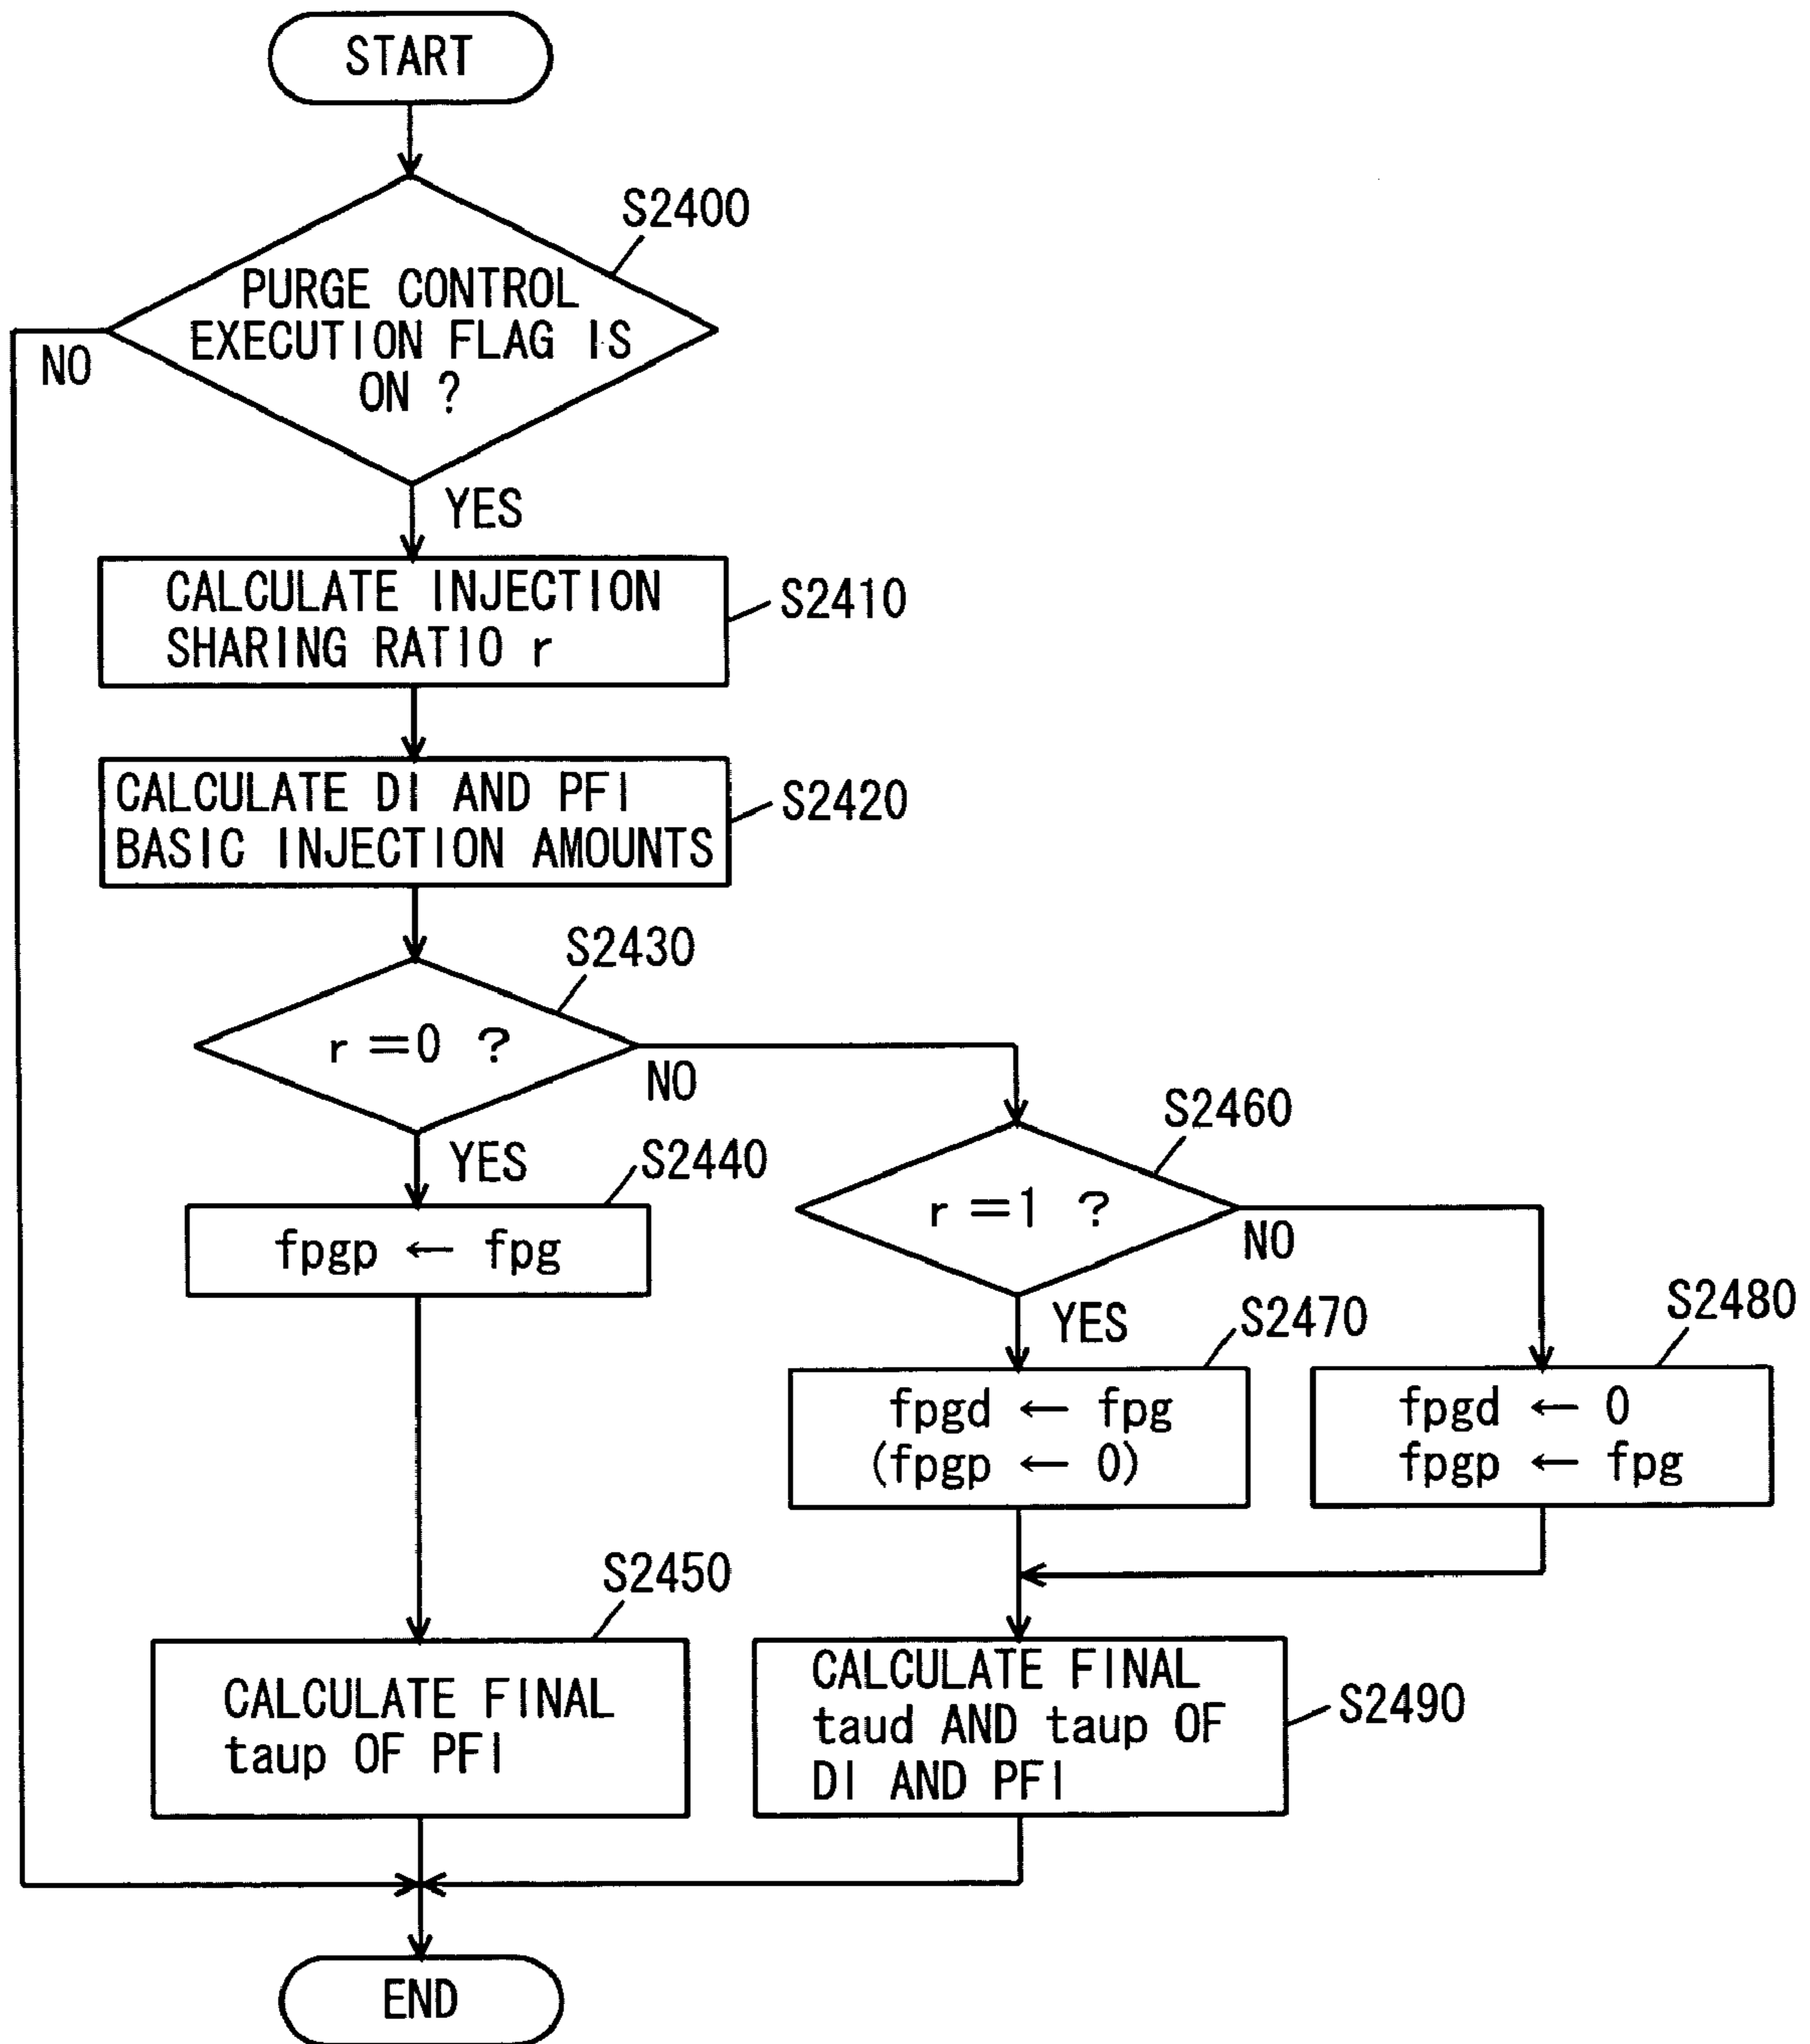 START
S2400
PURGE CONTROL
EXECUTION FLAG IS
ON ?
NO
YES
CALCULATE INJECTION
SHARING RATIO r
S2410
CALCULATE DI AND PFI
BASIC INJECTION AMOUNTS
S2420
S2430
r =0 ?
NO
YES
S2440
fpgp ← fpg
S2460
r =1 ?
NO
YES
S2470
fpgd ← fpg
(fpgp ← 0)
S2480
fpgd ← 0
fpgp ← fpg
S2450
CALCULATE FINAL
taup OF PFI
CALCULATE FINAL
taud AND taup OF
DI AND PFI
S2490
END